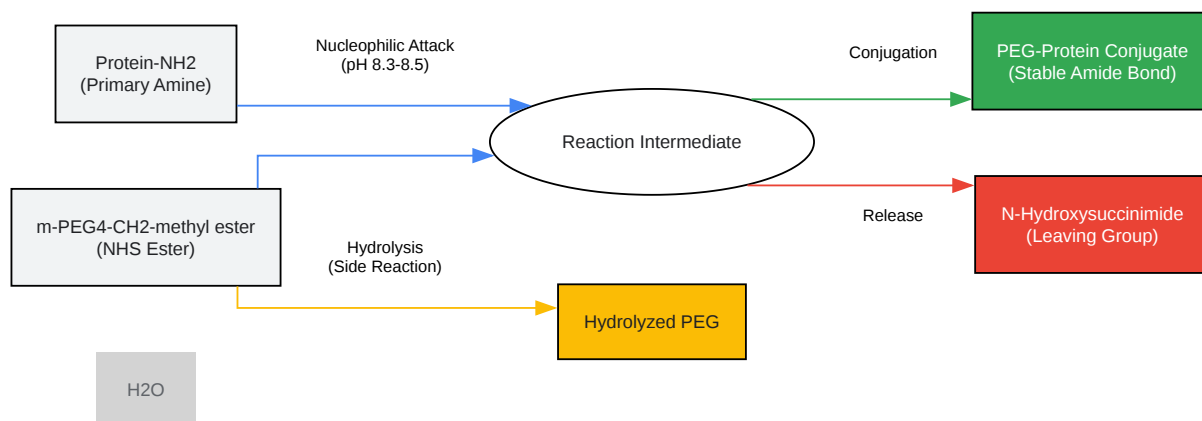 Protein-NH2
(Primary Amine)
Nucleophilic Attack
(pH 8.3-8.5)
Reaction Intermediate
Conjugation
PEG-Protein Conjugate
(Stable Amide Bond)
m-PEG4-CH2-methyl ester
(NHS Ester)
Release
N-Hydroxysuccinimide
(Leaving Group)
Hydrolysis
(Side Reaction)
Hydrolyzed PEG
H2O